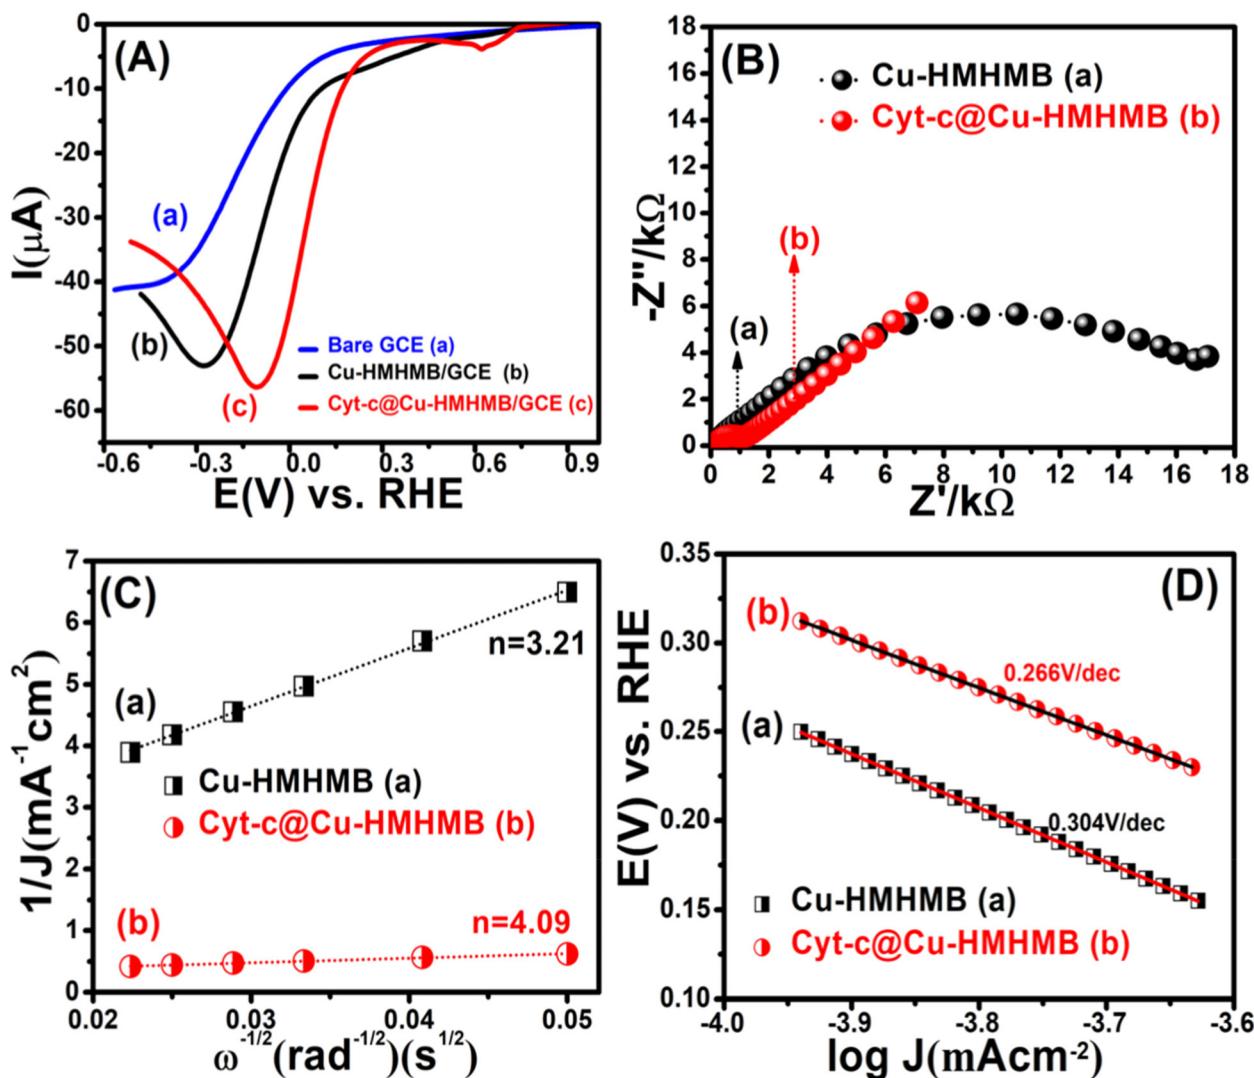 (A)
0
-10
-20
-30
-40
-50
-60
I(μA)
(a)
(b)
(c)
Bare GCE (a)
Cu-HMHMB/GCE (b)
Cyt-c@Cu-HMHMB/GCE (c)
-0.6 -0.3 0.0 0.3 0.6 0.9
E(V) vs. RHE
(B)
18
16
14
12
10
8
6
4
2
0
-Z"/kΩ
Cu-HMHMB (a)
Cyt-c@Cu-HMHMB (b)
(b)
(a)
0 2 4 6 8 10 12 14 16 18
Z'/kΩ
(C)
7
6
5
4
3
2
1
0
1/J(mA⁻¹cm²)
n=3.21
(a)
Cu-HMHMB (a)
Cyt-c@Cu-HMHMB (b)
(b)
n=4.09
0.02 0.03 0.04 0.05
ω⁻¹/²(rad⁻¹/²)(s¹/²)
(D)
0.35
0.30
0.25
0.20
0.15
0.10
E(V) vs. RHE
(b)
0.266V/dec
(a)
0.304V/dec
Cu-HMHMB (a)
Cyt-c@Cu-HMHMB (b)
-4.0 -3.9 -3.8 -3.7 -3.6
log J(mAcm⁻²)